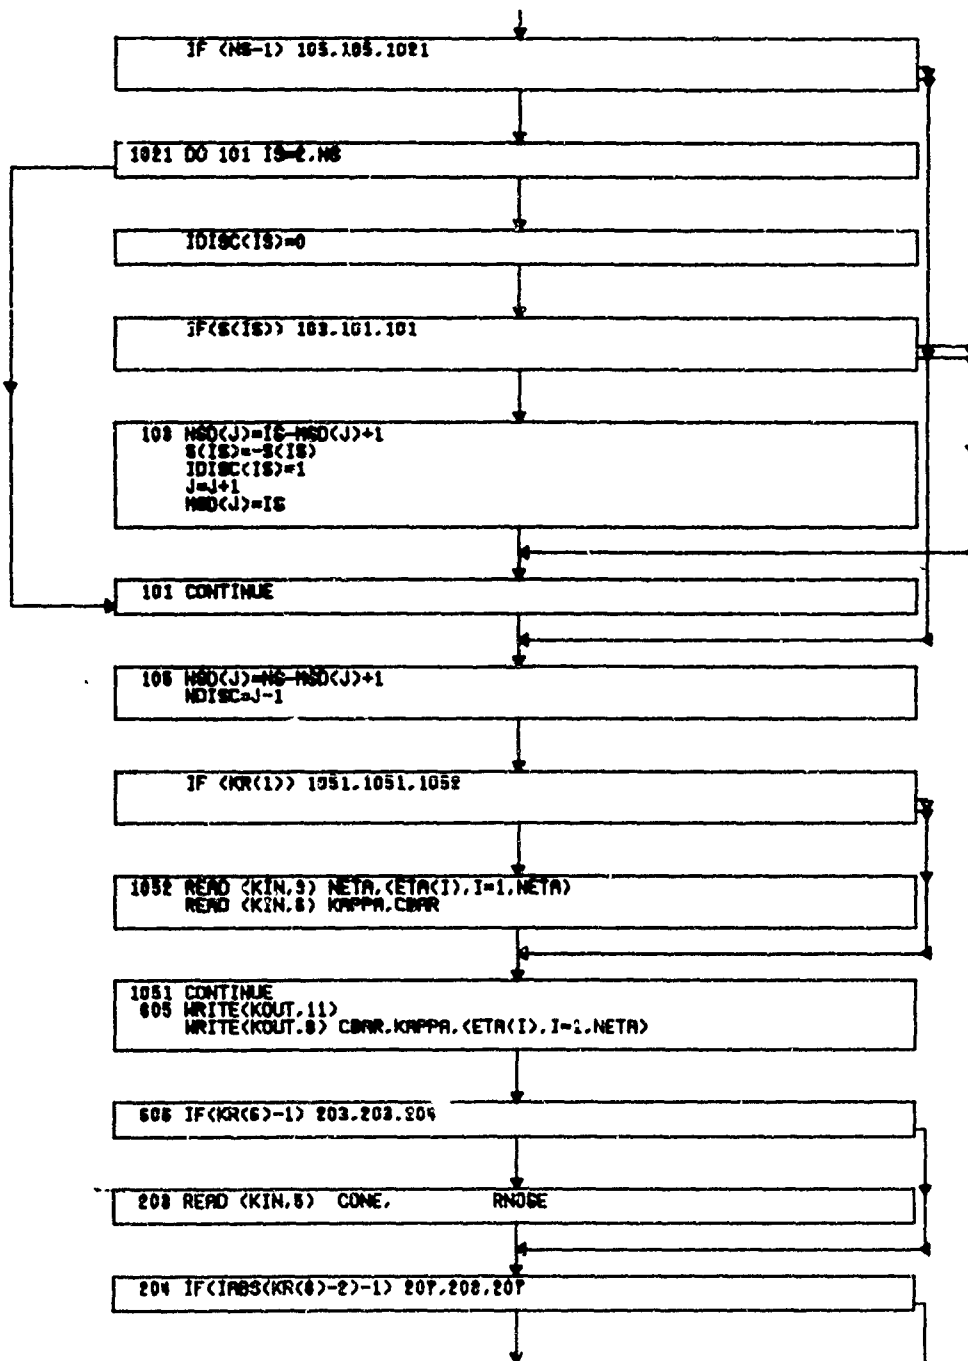 IF (NS-1) 105,105,1021
1021 DO 101 IS=2,NS
IDISC(IS)=0
IF(S(IS)) 103,101,101
103 NSD(J)=IS-MSD(J)+1
S(IS)=-S(IS)
IDISC(IS)=1
J=J+1
MSD(J)=IS
101 CONTINUE
105 NSD(J)=NS-MSD(J)+1
NDISC=J-1
IF (KR(1)) 1051,1051,1052
1052 READ (KIN,3) NETA,(ETA(I),I=1,NETA)
READ (KIN,6) KAPPA,CBAR
1051 CONTINUE
605 WRITE(KOUT,11)
WRITE(KOUT,8) CBAR,KAPPA,(ETA(I),I=1,NETA)
606 IF(KR(6)-1) 203,203,204
203 READ (KIN,5) CONE, RNOSE
204 IF(IABS(KR(6)-2)-1) 207,208,207